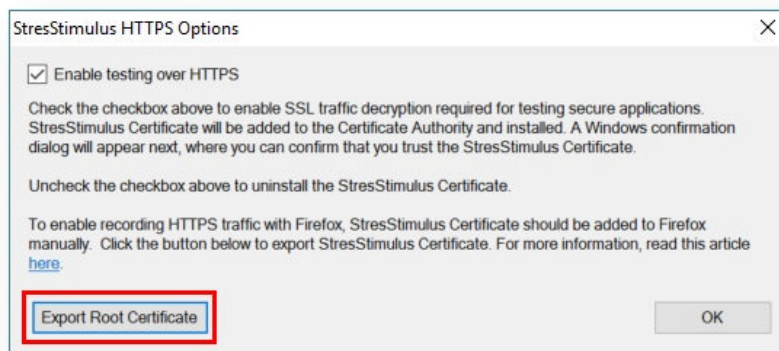 StresStimulus HTTPS Options
Enable testing over HTTPS
Check the checkbox above to enable SSL traffic decryption required for testing secure applications.
StresStimulus Certificate will be added to the Certificate Authority and installed. A Windows confirmation
dialog will appear next, where you can confirm that you trust the StresStimulus Certificate.
Uncheck the checkbox above to uninstall the StresStimulus Certificate.
To enable recording HTTPS traffic with Firefox, StresStimulus Certificate should be added to Firefox
manually. Click the button below to export StresStimulus Certificate. For more information, read this article
here.
Export Root Certificate
OK